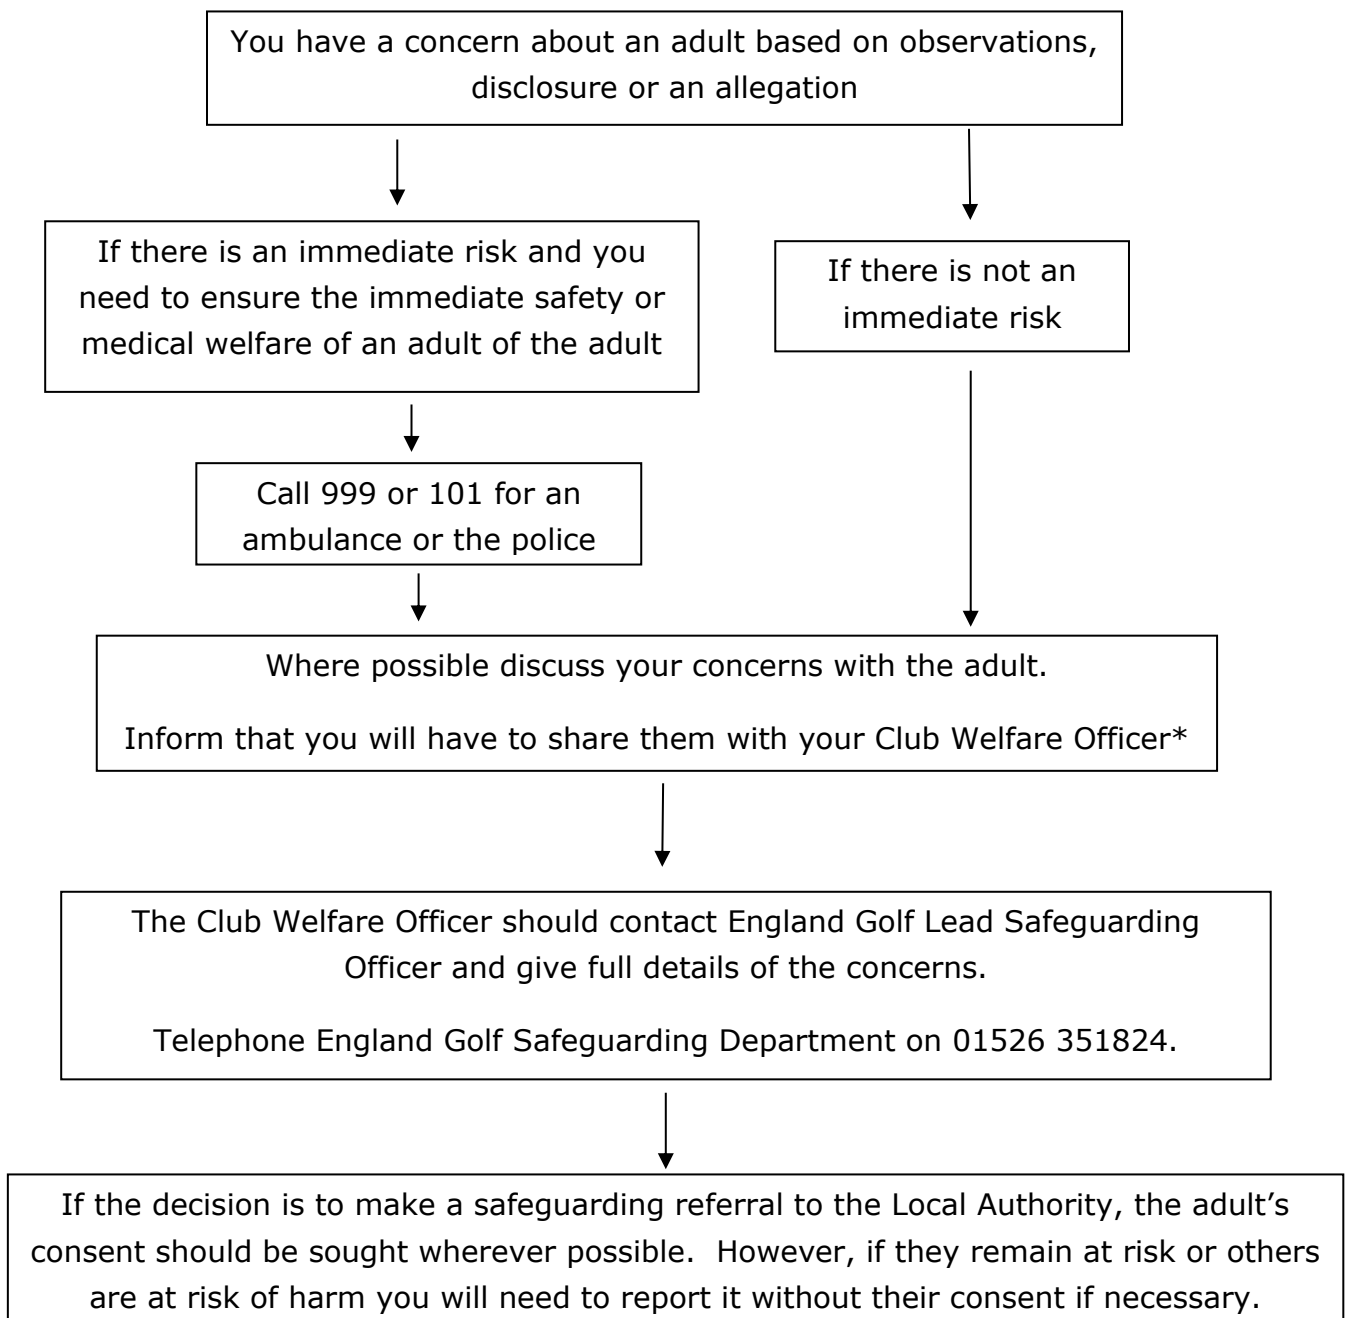 You have a concern about an adult based on observations,
disclosure or an allegation
If there is an immediate risk and you
need to ensure the immediate safety or
medical welfare of an adult of the adult
If there is not an
immediate risk
Call 999 or 101 for an
ambulance or the police
Where possible discuss your concerns with the adult.
Inform that you will have to share them with your Club Welfare Officer*
The Club Welfare Officer should contact England Golf Lead Safeguarding
Officer and give full details of the concerns.
Telephone England Golf Safeguarding Department on 01526 351824.
If the decision is to make a safeguarding referral to the Local Authority, the adult’s
consent should be sought wherever possible.  However, if they remain at risk or others
are at risk of harm you will need to report it without their consent if necessary.